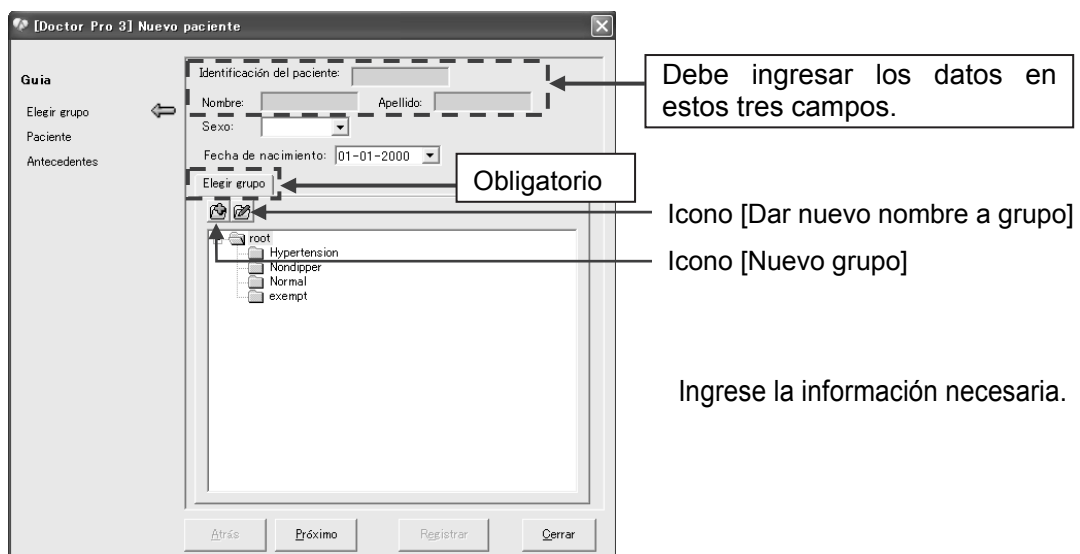 [Doctor Pro 3] Nuevo paciente
Guia
Elegir grupo
Paciente
Antecedentes
Identificación del paciente:
Nombre:
Apellido:
Sexo:
Fecha de nacimiento: 01-01-2000
Elegir grupo
root
Hypertension
Nondipper
Normal
exempt
Atrás
Próximo
Registrar
Cerrar
Debe ingresar los datos en
estos tres campos.
Obligatorio
Icono [Dar nuevo nombre a grupo]
Icono [Nuevo grupo]
Ingrese la información necesaria.